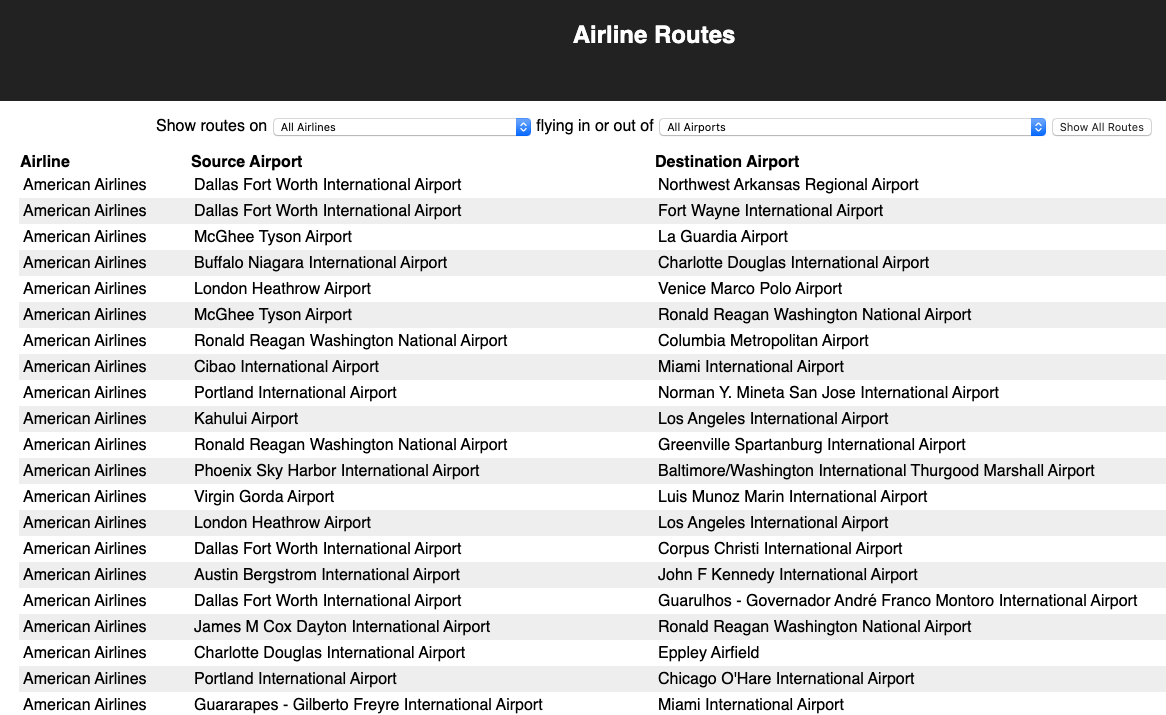 Airline Routes
Show routes on All Airlines flying in or out of All Airports Show All Routes
Airline Source Airport Destination Airport
American Airlines Dallas Fort Worth International Airport Northwest Arkansas Regional Airport
American Airlines Dallas Fort Worth International Airport Fort Wayne International Airport
American Airlines McGhee Tyson Airport La Guardia Airport
American Airlines Buffalo Niagara International Airport Charlotte Douglas International Airport
American Airlines London Heathrow Airport Venice Marco Polo Airport
American Airlines McGhee Tyson Airport Ronald Reagan Washington National Airport
American Airlines Ronald Reagan Washington National Airport Columbia Metropolitan Airport
American Airlines Cibao International Airport Miami International Airport
American Airlines Portland International Airport Norman Y. Mineta San Jose International Airport
American Airlines Kahului Airport Los Angeles International Airport
American Airlines Ronald Reagan Washington National Airport Greenville Spartanburg International Airport
American Airlines Phoenix Sky Harbor International Airport Baltimore/Washington International Thurgood Marshall Airport
American Airlines Virgin Gorda Airport Luis Munoz Marin International Airport
American Airlines London Heathrow Airport Los Angeles International Airport
American Airlines Dallas Fort Worth International Airport Corpus Christi International Airport
American Airlines Austin Bergstrom International Airport John F Kennedy International Airport
American Airlines Dallas Fort Worth International Airport Guarulhos - Governador André Franco Montoro International Airport
American Airlines James M Cox Dayton International Airport Ronald Reagan Washington National Airport
American Airlines Charlotte Douglas International Airport Eppley Airfield
American Airlines Portland International Airport Chicago O'Hare International Airport
American Airlines Guararapes - Gilberto Freyre International Airport Miami International Airport